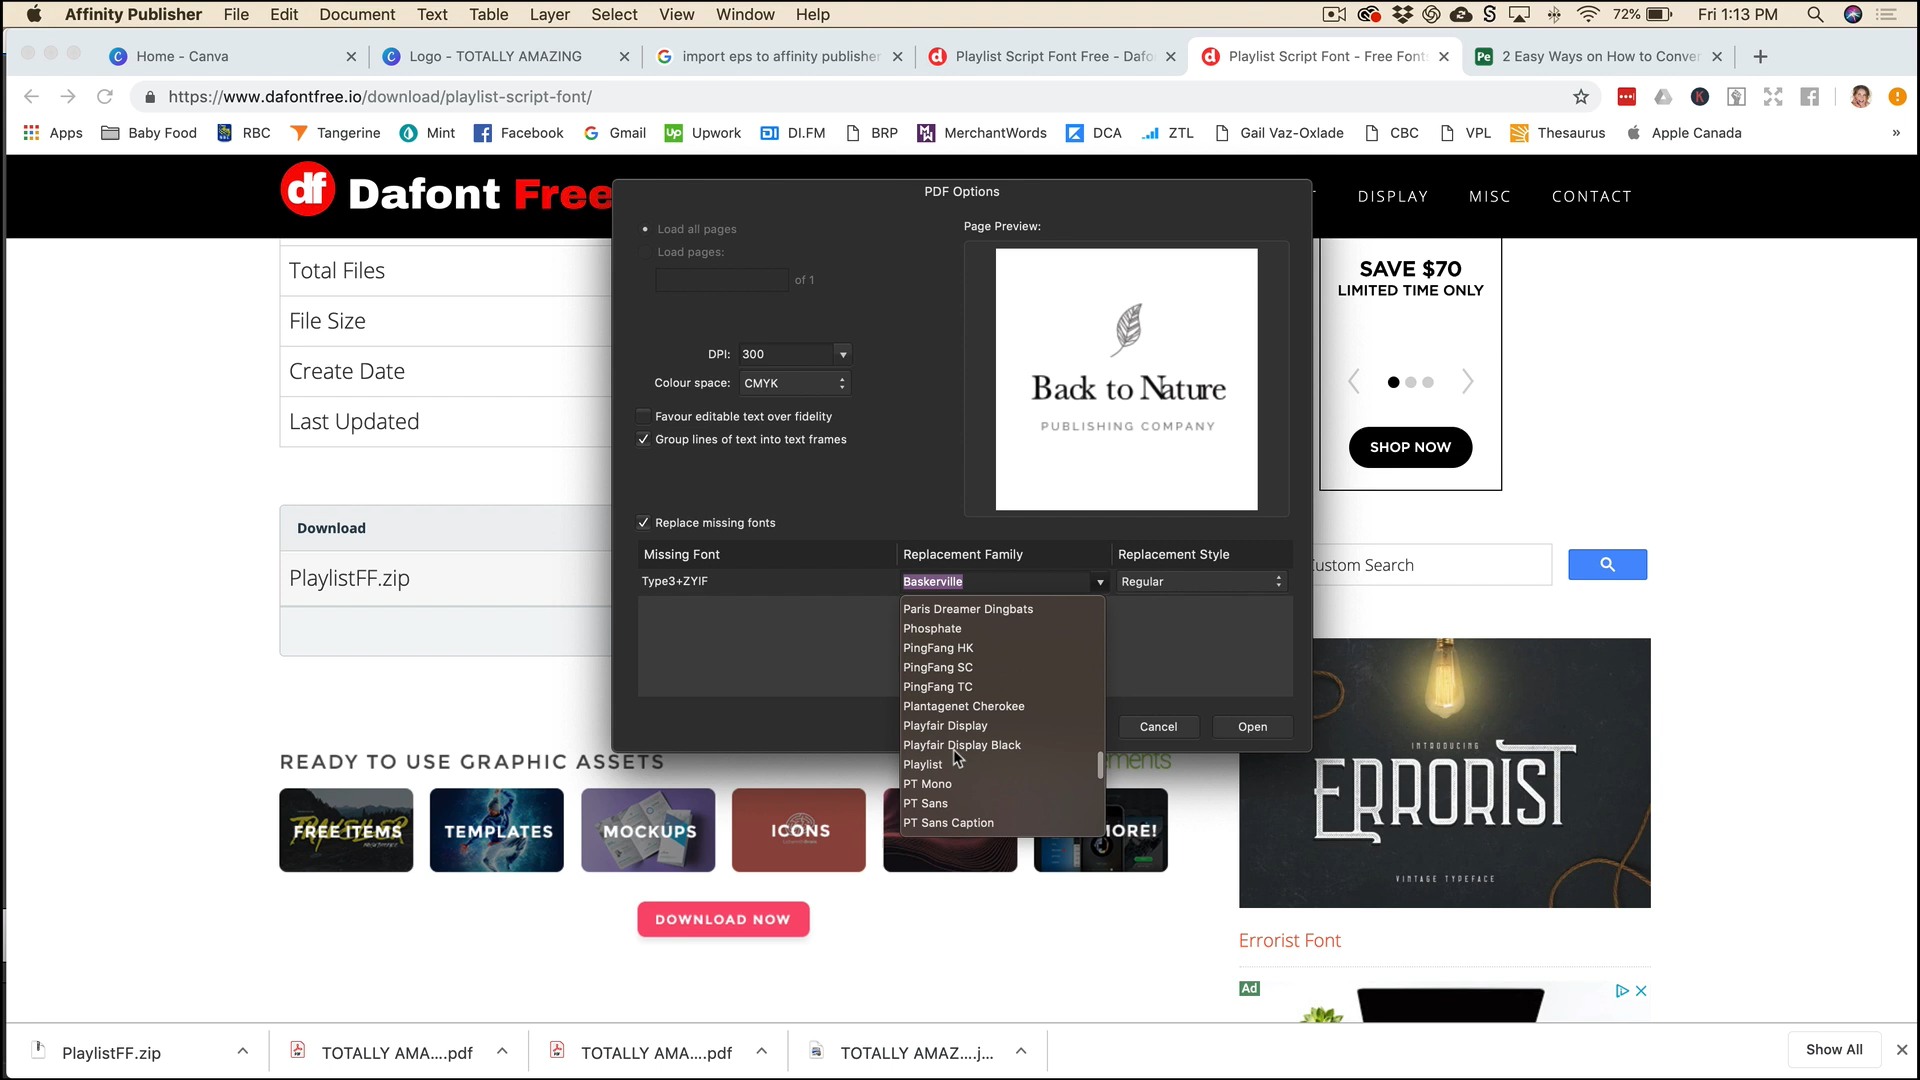 Affinity Publisher File Edit Document Text Table Layer Select View Window Help
72% Fri 1:13 PM
Home - Canva
Logo - TOTALLY AMAZING
import eps to affinity publisher
Playlist Script Font Free - Dafo
Playlist Script Font - Free Font
2 Easy Ways on How to Conver
https://www.dafontfree.io/download/playlist-script-font/
Apps Baby Food RBC Tangerine Mint Facebook Gmail Upwork DI.FM BRP MerchantWords DCA ZTL Gail Vaz-Oxlade CBC VPL Thesaurus Apple Canada »
df Dafont Free
DISPLAY MISC CONTACT
Total Files
File Size
Create Date
Last Updated
Download
PlaylistFF.zip
PDF Options
Load all pages
Load pages:
of 1
DPI: 300
Colour space: CMYK
Favour editable text over fidelity
Group lines of text into text frames
Page Preview:
Back to Nature
PUBLISHING COMPANY
Replace missing fonts
Missing Font Replacement Family Replacement Style
Type3+ZYIF Baskerville Regular
Paris Dreamer Dingbats
Phosphate
PingFang HK
PingFang SC
PingFang TC
Plantagenet Cherokee
Playfair Display
Playfair Display Black
Playlist
PT Mono
PT Sans
PT Sans Caption
Cancel Open
SAVE $70
LIMITED TIME ONLY
SHOP NOW
ustom Search
INTRODUCING
ERRORIST
VINTAGE TYPEFACE
Errorist Font
Ad
READY TO USE GRAPHIC ASSETS
FREE ITEMS
TEMPLATES
MOCKUPS
ICONS
MORE!
DOWNLOAD NOW
PlaylistFF.zip
TOTALLY AMA....pdf
TOTALLY AMA....pdf
TOTALLY AMAZ....j...
Show All